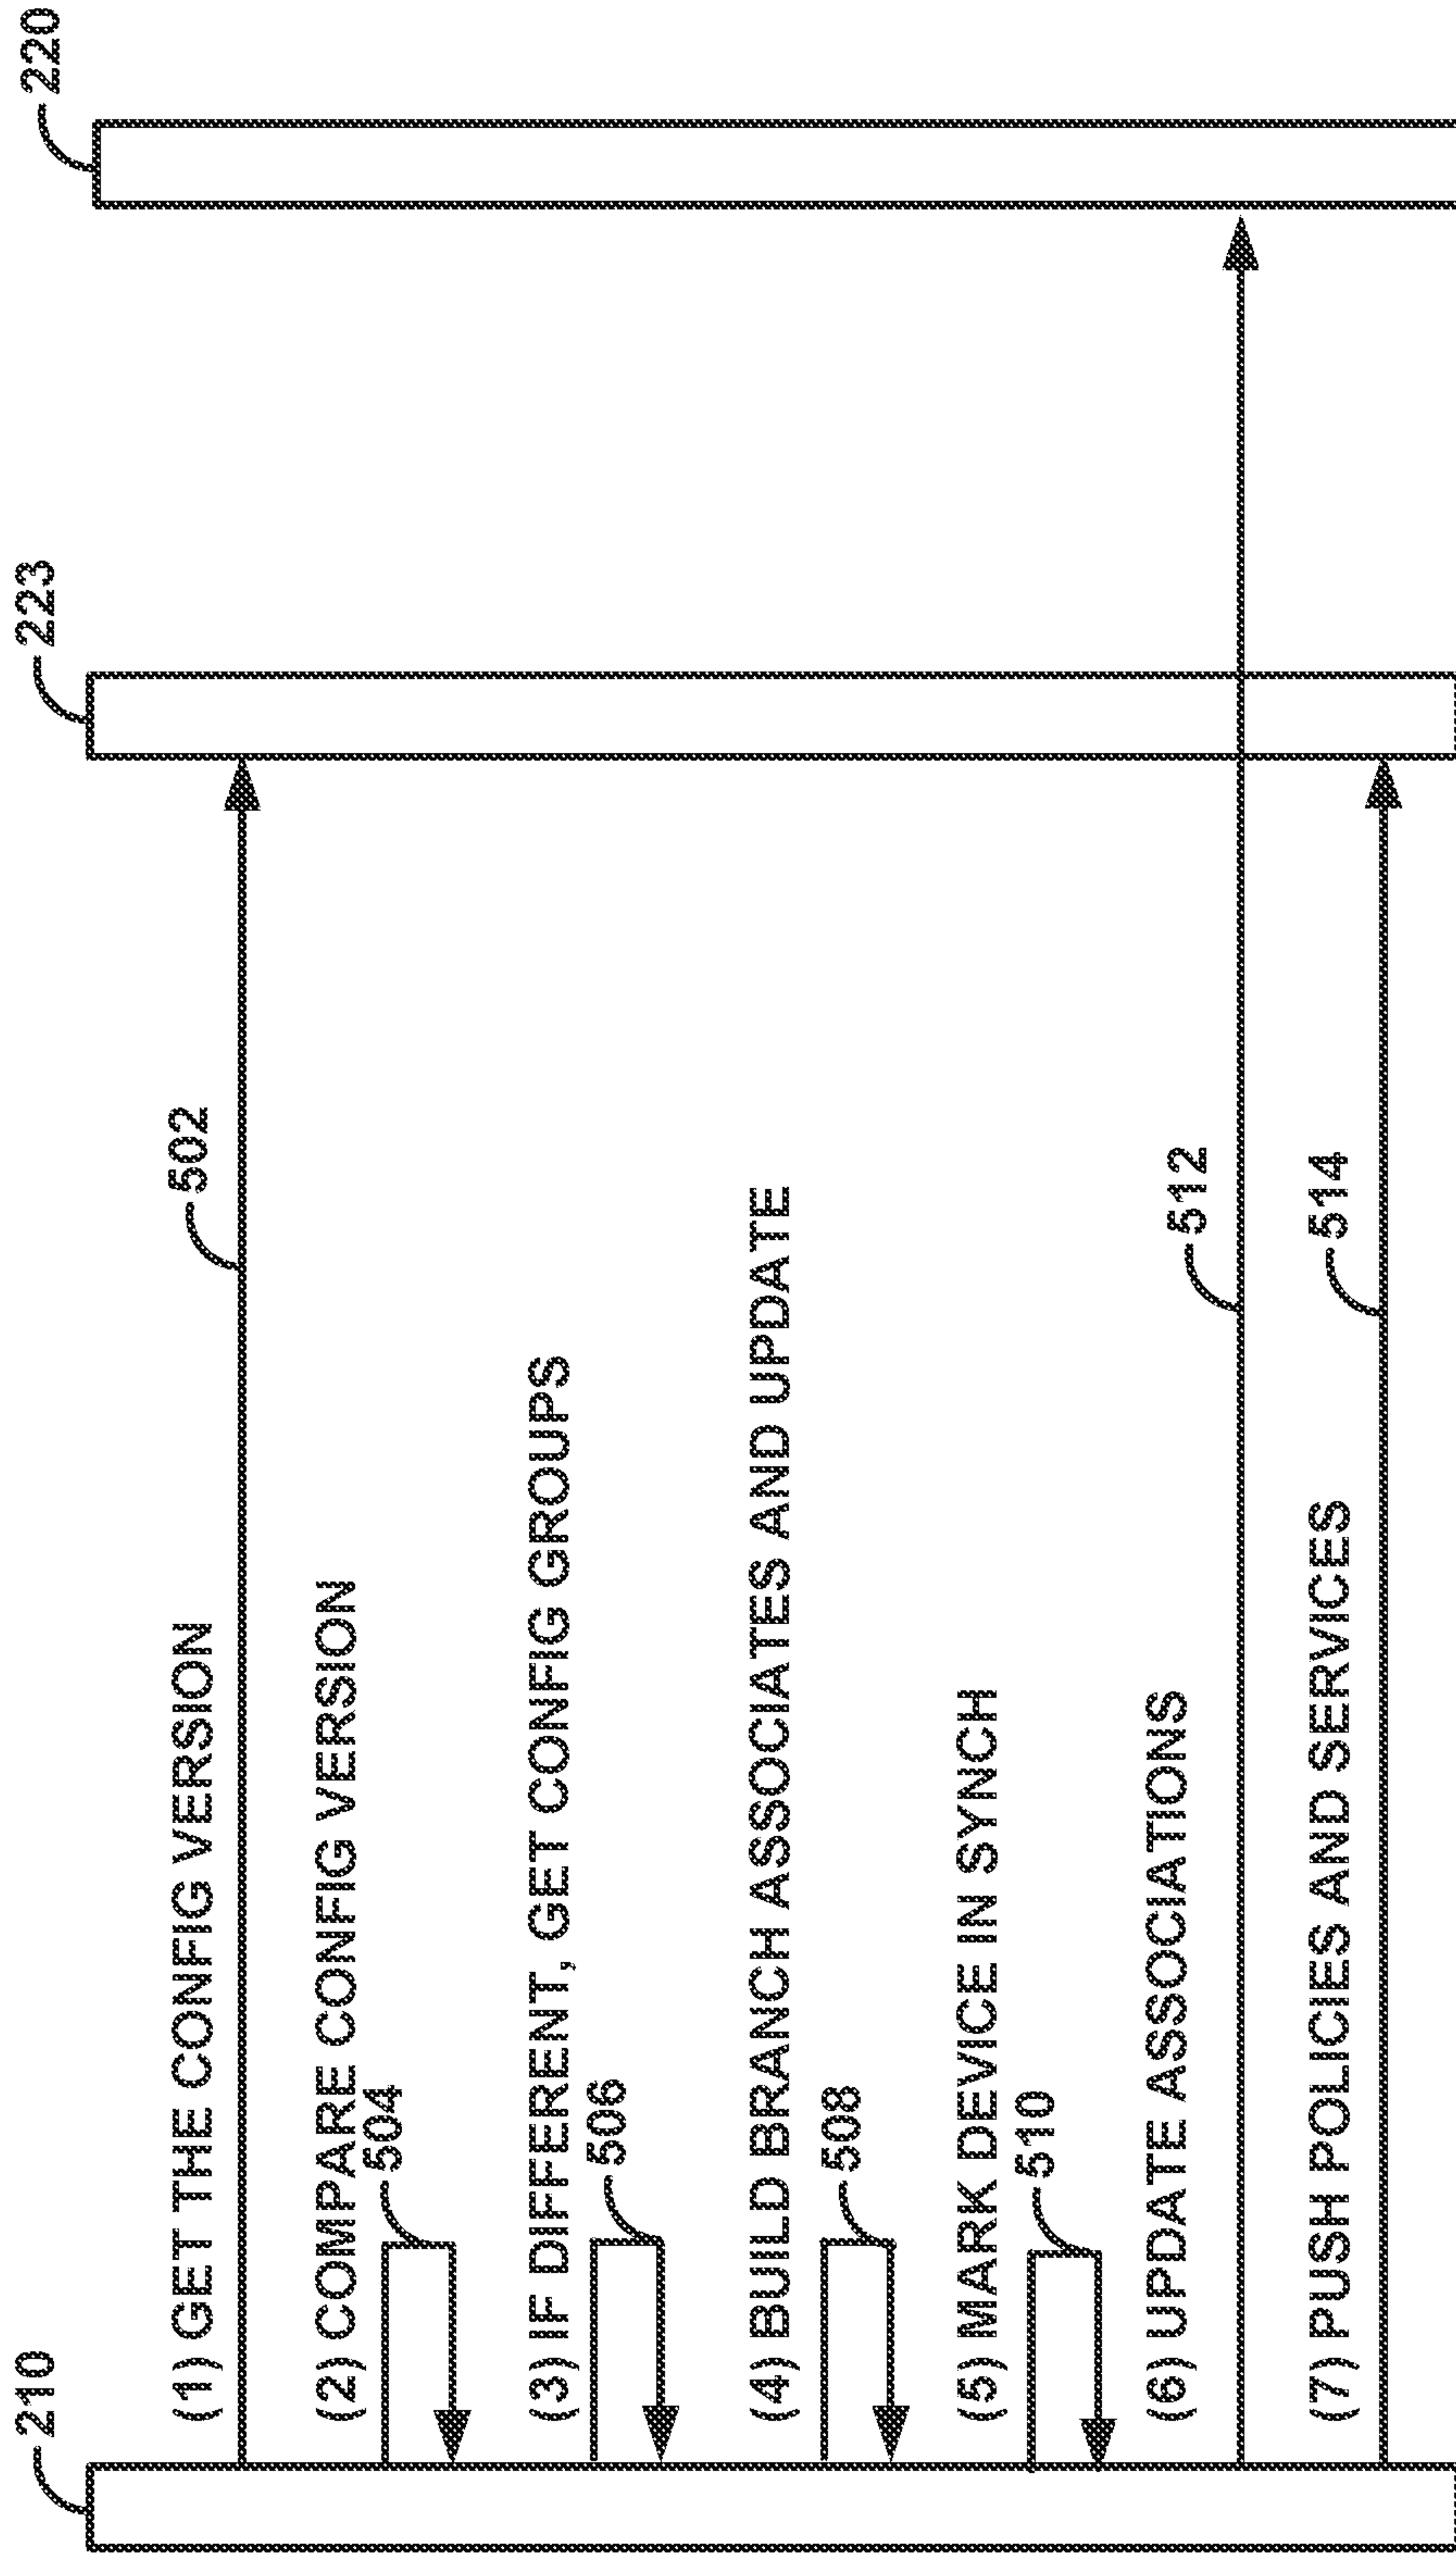 210
223
220
(1) GET THE CONFIG VERSION
502
(2) COMPARE CONFIG VERSION
504
(3) IF DIFFERENT, GET CONFIG GROUPS
506
(4) BUILD BRANCH ASSOCIATES AND UPDATE
508
(5) MARK DEVICE IN SYNCH
510
(6) UPDATE ASSOCIATIONS
512
(7) PUSH POLICIES AND SERVICES
514